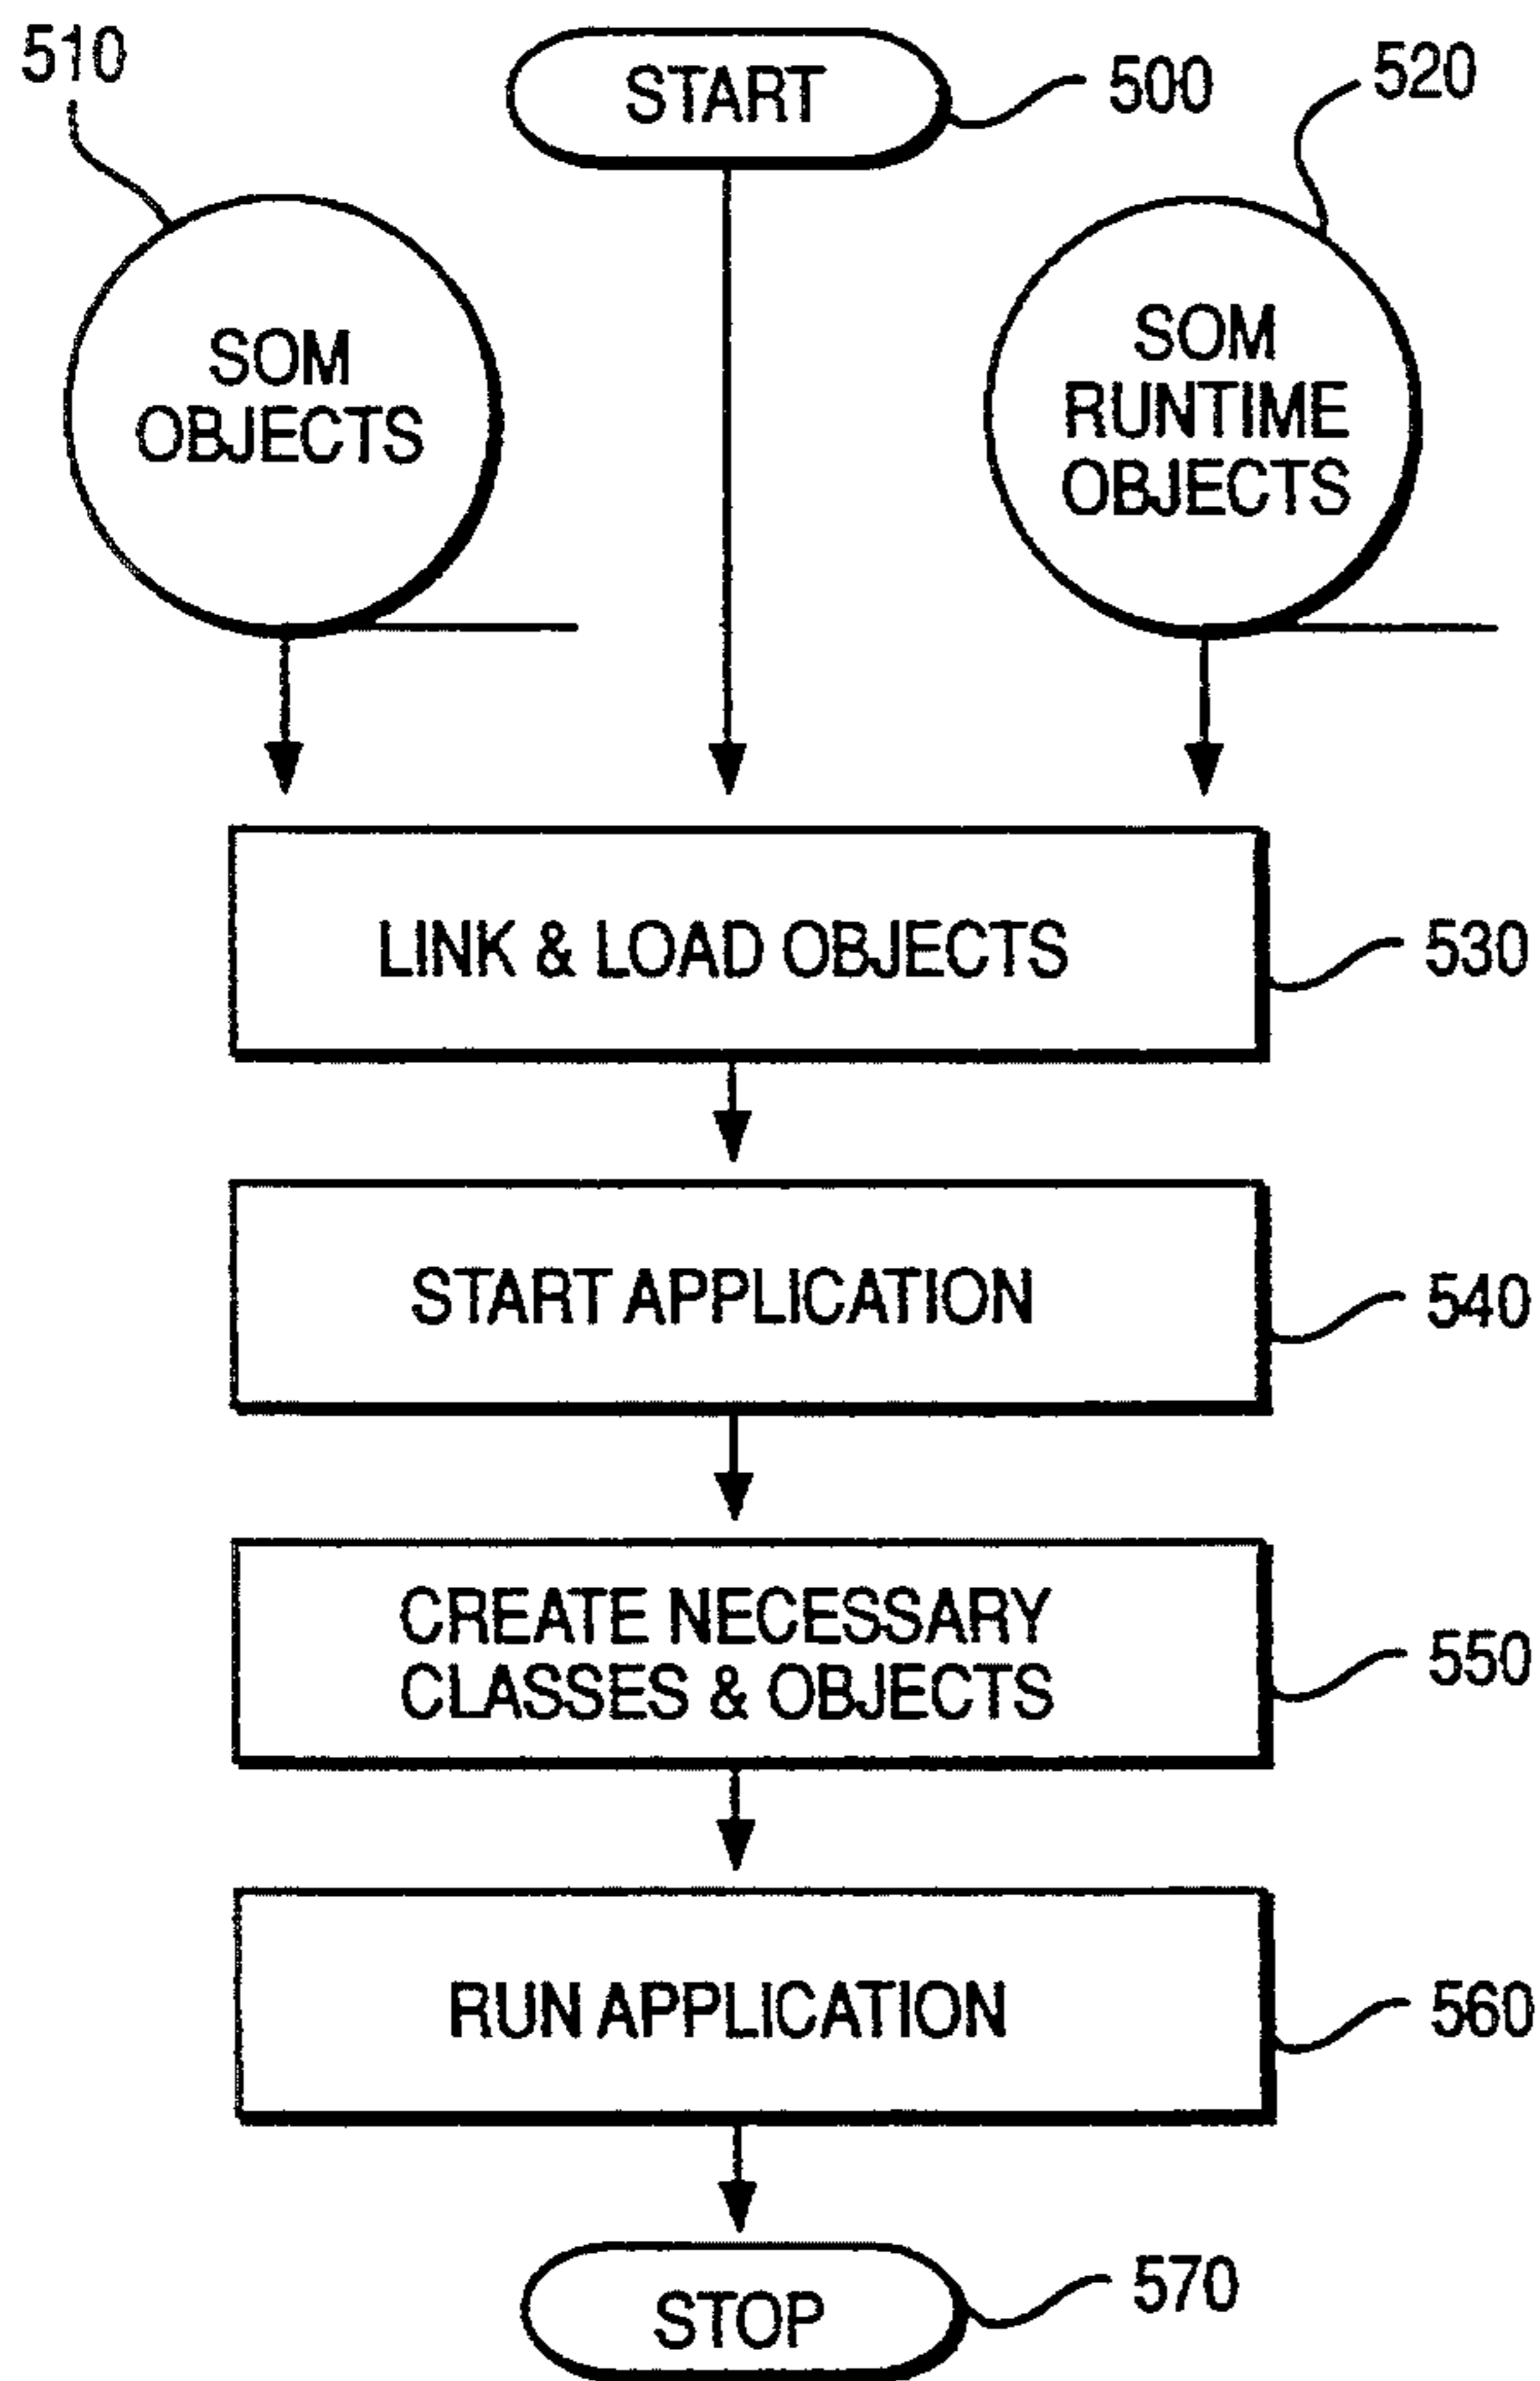 510
START
500
520
SOM
OBJECTS
SOM
RUNTIME
OBJECTS
LINK & LOAD OBJECTS
530
START APPLICATION
540
CREATE NECESSARY
CLASSES & OBJECTS
550
RUN APPLICATION
560
STOP
570